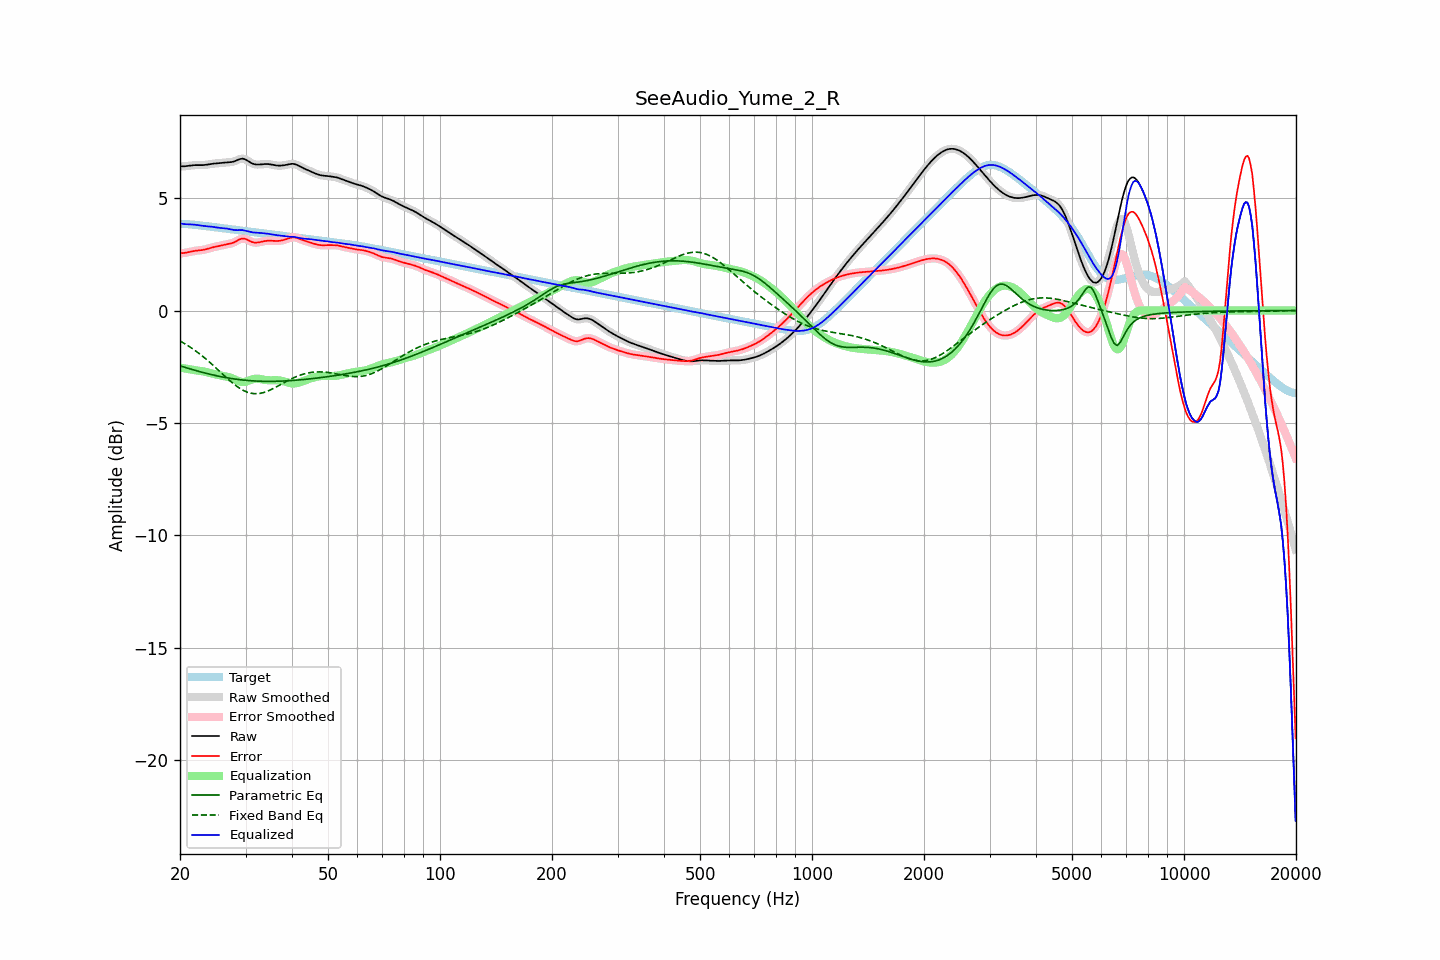 SeeAudio_Yume_2_R
Amplitude (dBr)
5
0
−5
−10
−15
−20
Target
Raw Smoothed
Error Smoothed
Raw
Error
Equalization
Parametric Eq
Fixed Band Eq
Equalized
20 50 100 200 500 1000 2000 5000 10000 20000
Frequency (Hz)